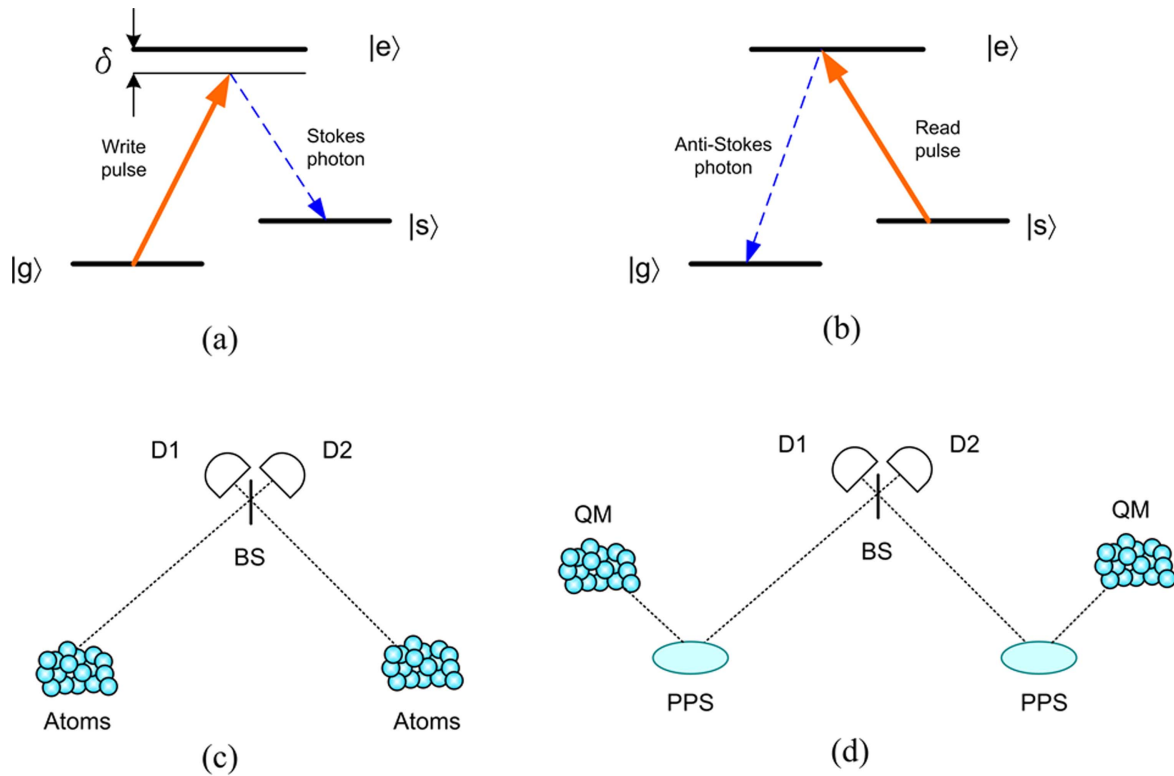 δ
|e⟩
Write
pulse
Stokes
photon
|s⟩
|g⟩
(a)
|e⟩
Anti-Stokes
photon
Read
pulse
|s⟩
|g⟩
(b)
D1
D2
BS
Atoms
Atoms
(c)
D1
D2
QM
QM
BS
PPS
PPS
(d)